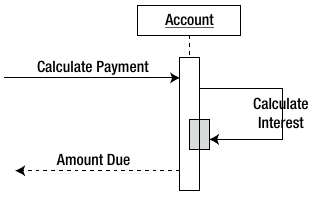 Account
Calculate Payment
Calculate
Interest
Amount Due